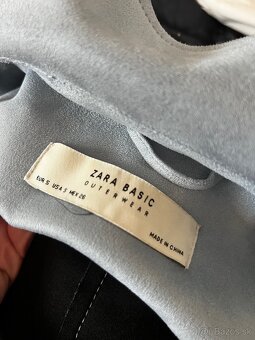 ZARA BASIC
OUTERWEAR
EUR S USA S MEX 26
MADE IN CHINA